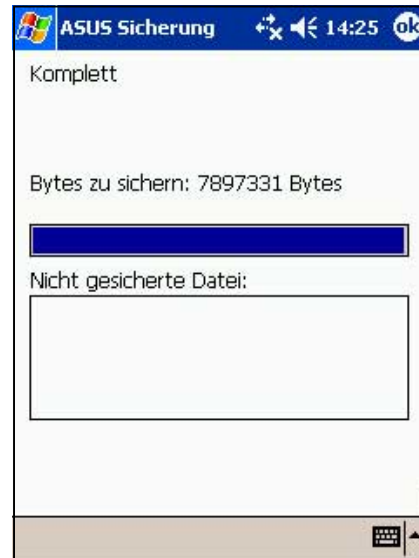 ASUS Sicherung 14:25 ok
Komplett
Bytes zu sichern: 7897331 Bytes
Nicht gesicherte Datei: